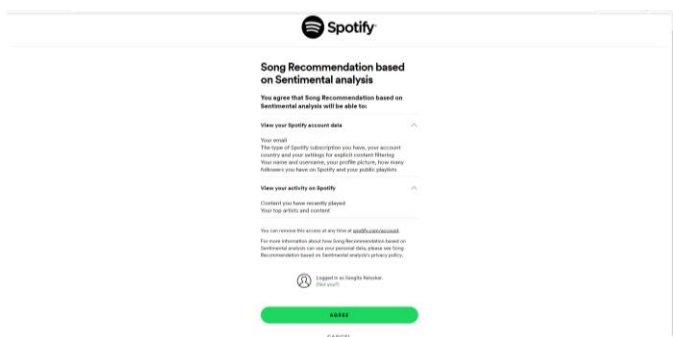 Spotify
Song Recommendation based
on Sentimental analysis
You agree that Song Recommendation based on
Sentimental analysis will be able to:
View your Spotify account data
Your email
The type of Spotify subscription you have, your account
country and your settings for explicit content filtering
Your name and username, your profile picture, how many
followers you have on Spotify and your public playlists
View your activity on Spotify
Content you have recently played
Your top artists and content
You can remove this access at any time at spotify.com/account.
For more information about how Song Recommendation based on
Sentimental analysis can use your personal data, please see Song
Recommendation based on Sentimental analysis's privacy policy.
Logged in as Sangita
(Not you?)
AGREE
CANCEL